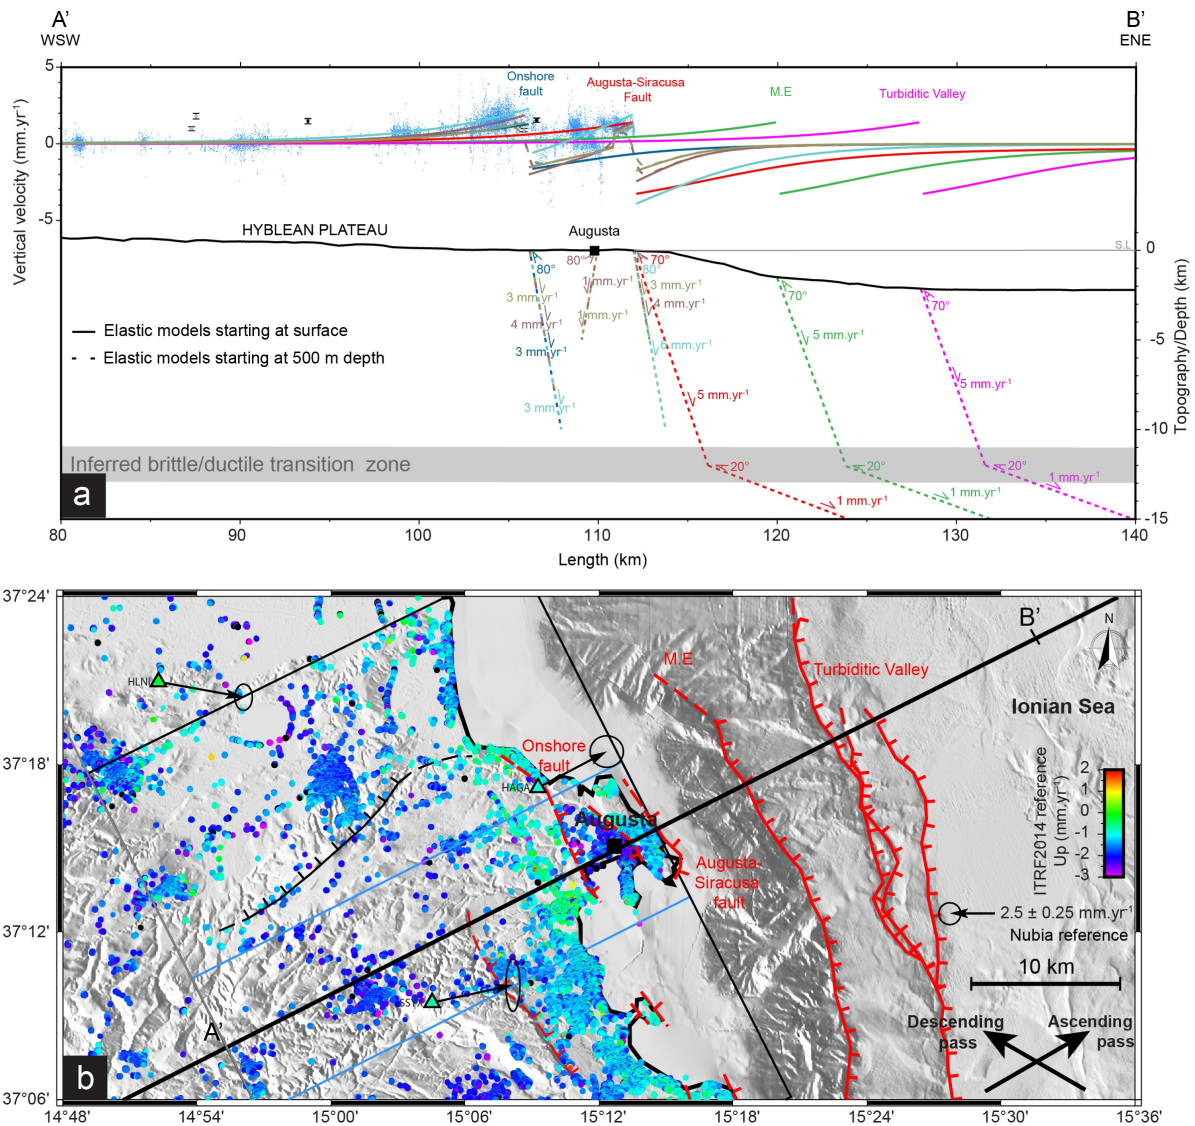 A’
WSW
B’
ENE
5
0
-5
Vertical velocity (mm.yr⁻¹)
Onshore
fault
Augusta-Siracusa
Fault
M.E
Turbiditic Valley
HYBLEAN PLATEAU
Augusta
S.L
0
-5
-10
-15
Topography/Depth (km)
80°
80°
70°
80°
70°
70°
3 mm.yr⁻¹
4 mm.yr⁻¹
3 mm.yr⁻¹
3 mm.yr⁻¹
1 mm.yr⁻¹
1 mm.yr⁻¹
3 mm.yr⁻¹
4 mm.yr⁻¹
6 mm.yr⁻¹
5 mm.yr⁻¹
5 mm.yr⁻¹
5 mm.yr⁻¹
Elastic models starting at surface
Elastic models starting at 500 m depth
Inferred brittle/ductile transition zone
20°
20°
20°
1 mm.yr⁻¹
1 mm.yr⁻¹
1 mm.yr⁻¹
a
80
90
100
110
120
130
140
Length (km)
37°24'
37°18'
37°12'
37°06'
B’
N
M.E
Turbiditic Valley
HLNI
Ionian Sea
Onshore
fault
HAGA
Augusta
Augusta-
Siracusa
fault
ITRF2014 reference
Up (mm.yr⁻¹)
2
1
0
-1
-2
-3
2.5 ± 0.25 mm.yr⁻¹
Nubia reference
10 km
A’
Descending
pass
Ascending
pass
b
14°48'
14°54'
15°00'
15°06'
15°12'
15°18'
15°24'
15°30'
15°36'